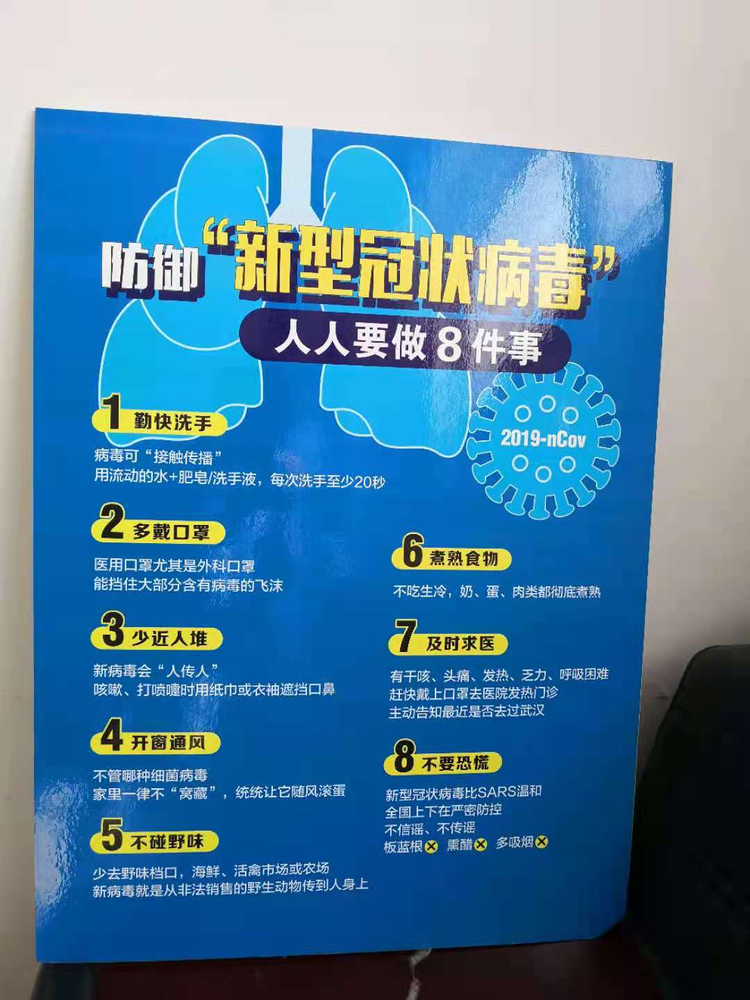 防御“新型冠状病毒”
人人要做8件事
2019-nCov
1 勤快洗手
病毒可“接触传播”
用流动的水+肥皂/洗手液，每次洗手至少20秒
2 多戴口罩
医用口罩尤其是外科口罩
能挡住大部分含有病毒的飞沫
3 少近人堆
新病毒会“人传人”
咳嗽、打喷嚏时用纸巾或衣袖遮挡口鼻
4 开窗通风
不管哪种细菌病毒
家里一律不“窝藏”，统统让它随风滚蛋
5 不碰野味
少去野味档口，海鲜、活禽市场或农场
新病毒就是从非法销售的野生动物传到人身上
6 煮熟食物
不吃生冷，奶、蛋、肉类都彻底煮熟
7 及时求医
有干咳、头痛、发热、乏力、呼吸困难
赶快戴上口罩去医院发热门诊
主动告知最近是否去过武汉
8 不要恐慌
新型冠状病毒比SARS温和
全国上下在严密防控
不信谣、不传谣
板蓝根 熏醋 多吸烟